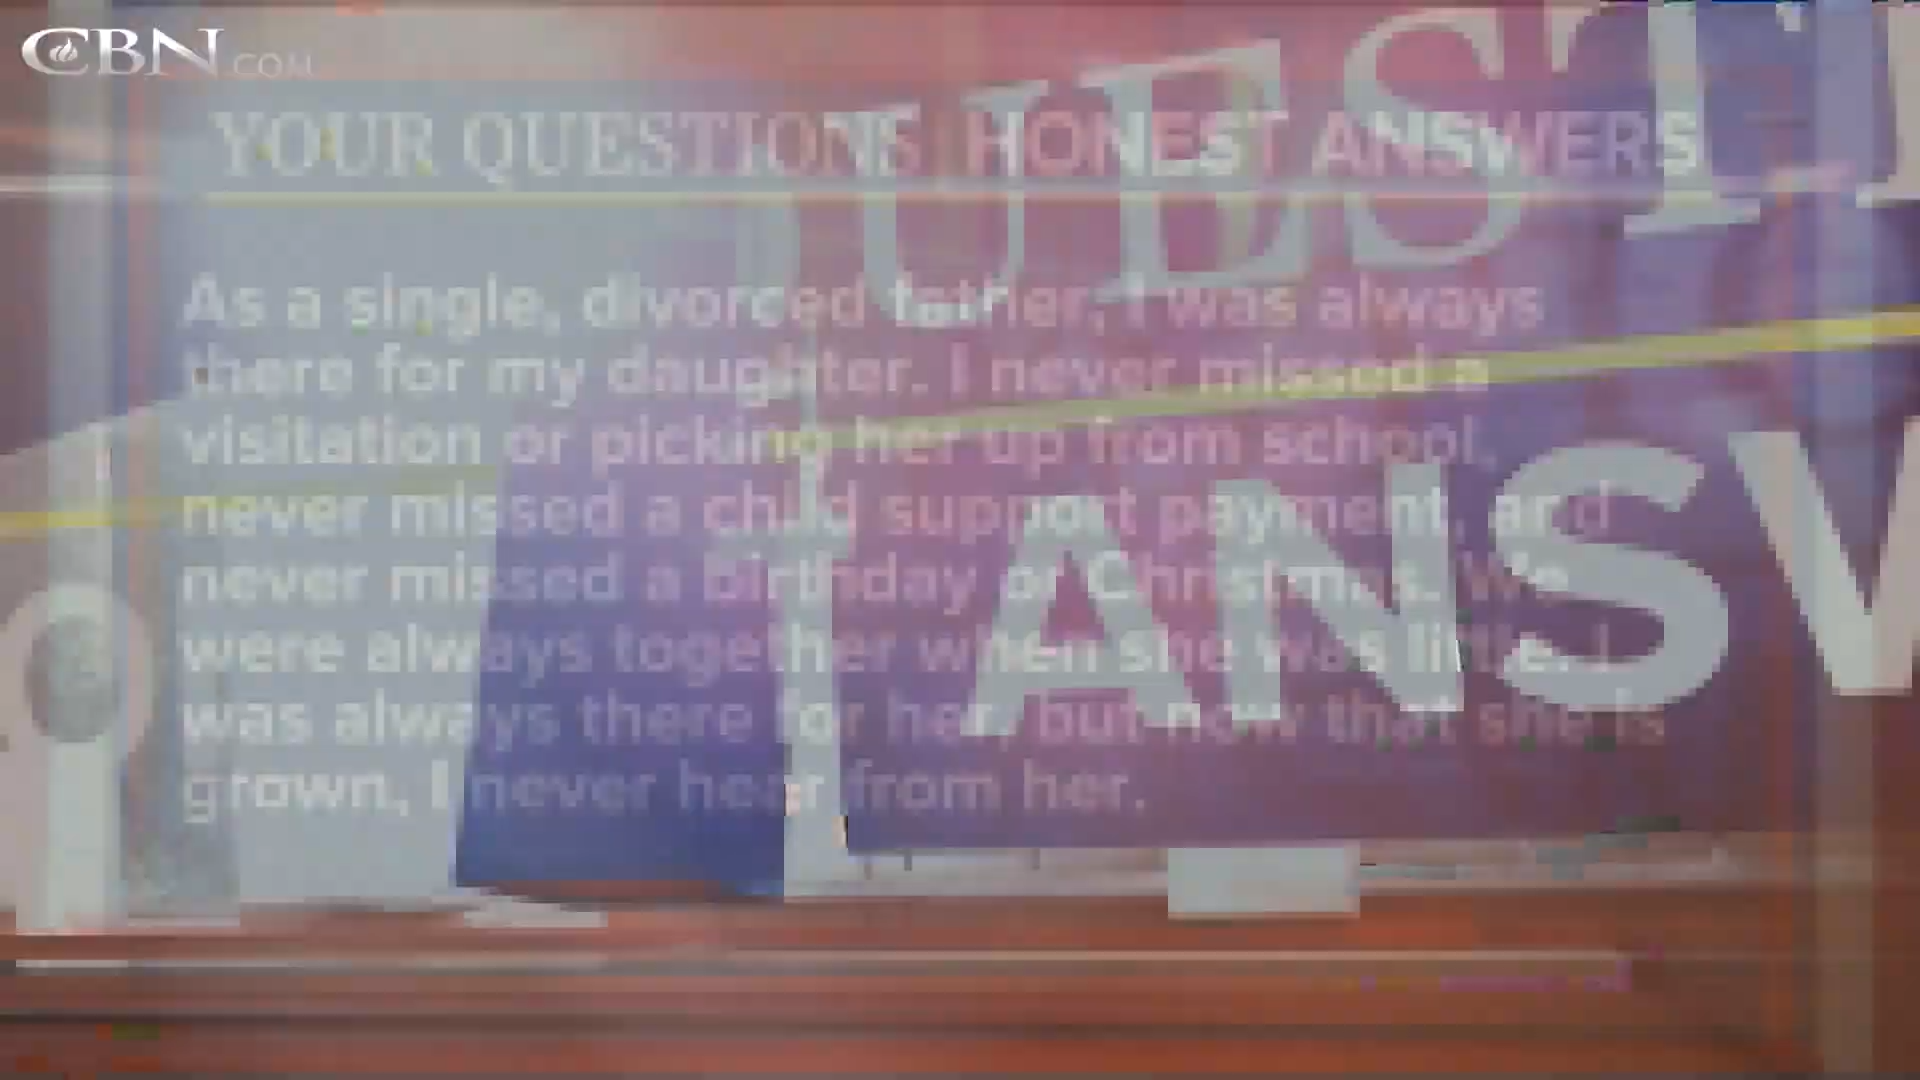 CBN.COM
YOUR QUESTIONS, HONEST ANSWERS
As a single, divorced father, I was always
there for my daughter. I never missed a
visitation or picking her up from school,
never missed a child support payment, and
never missed a birthday or Christmas. We
were always together when she was little. I
was always there for her, but now that she is
grown, I never hear from her.
UESTI
ANSW